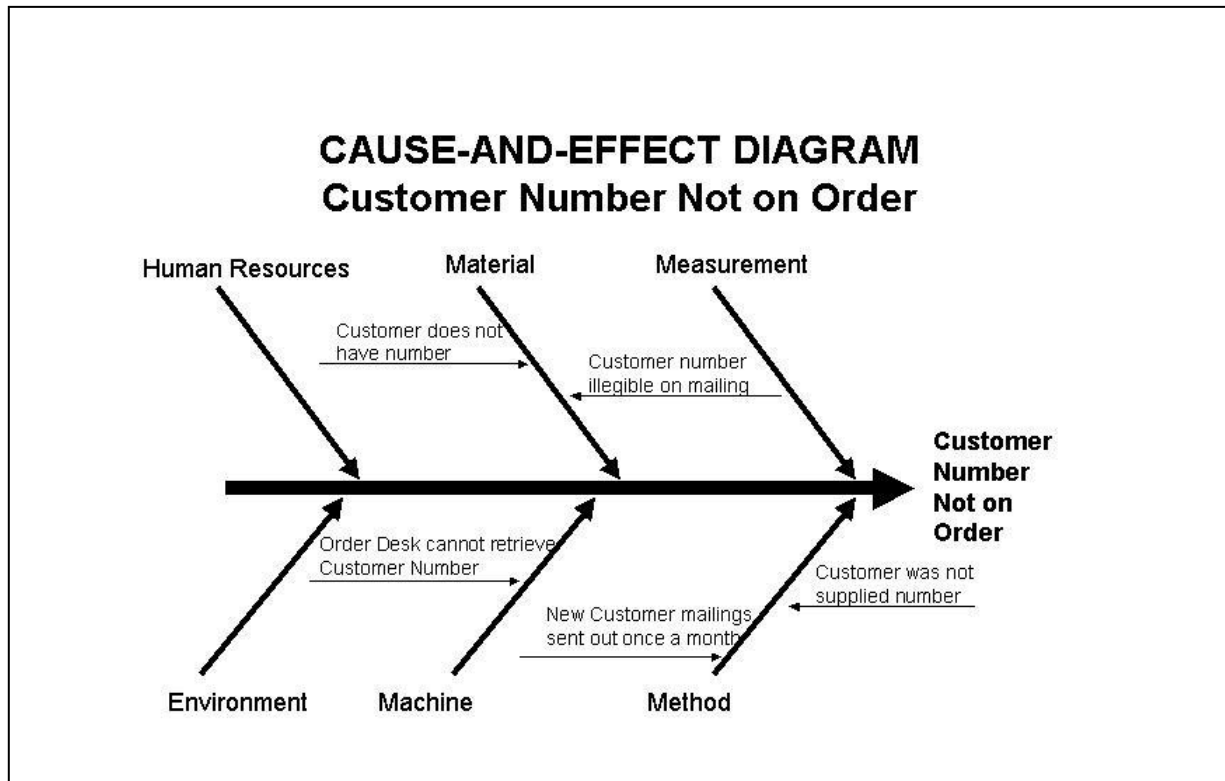 CAUSE-AND-EFFECT DIAGRAM
Customer Number Not on Order
Human Resources
Material
Measurement
Customer does not
have number
Customer number
illegible on mailing
Customer
Number
Not on
Order
Order Desk cannot retrieve
Customer Number
Customer was not
supplied number
New Customer mailings
sent out once a month
Environment
Machine
Method